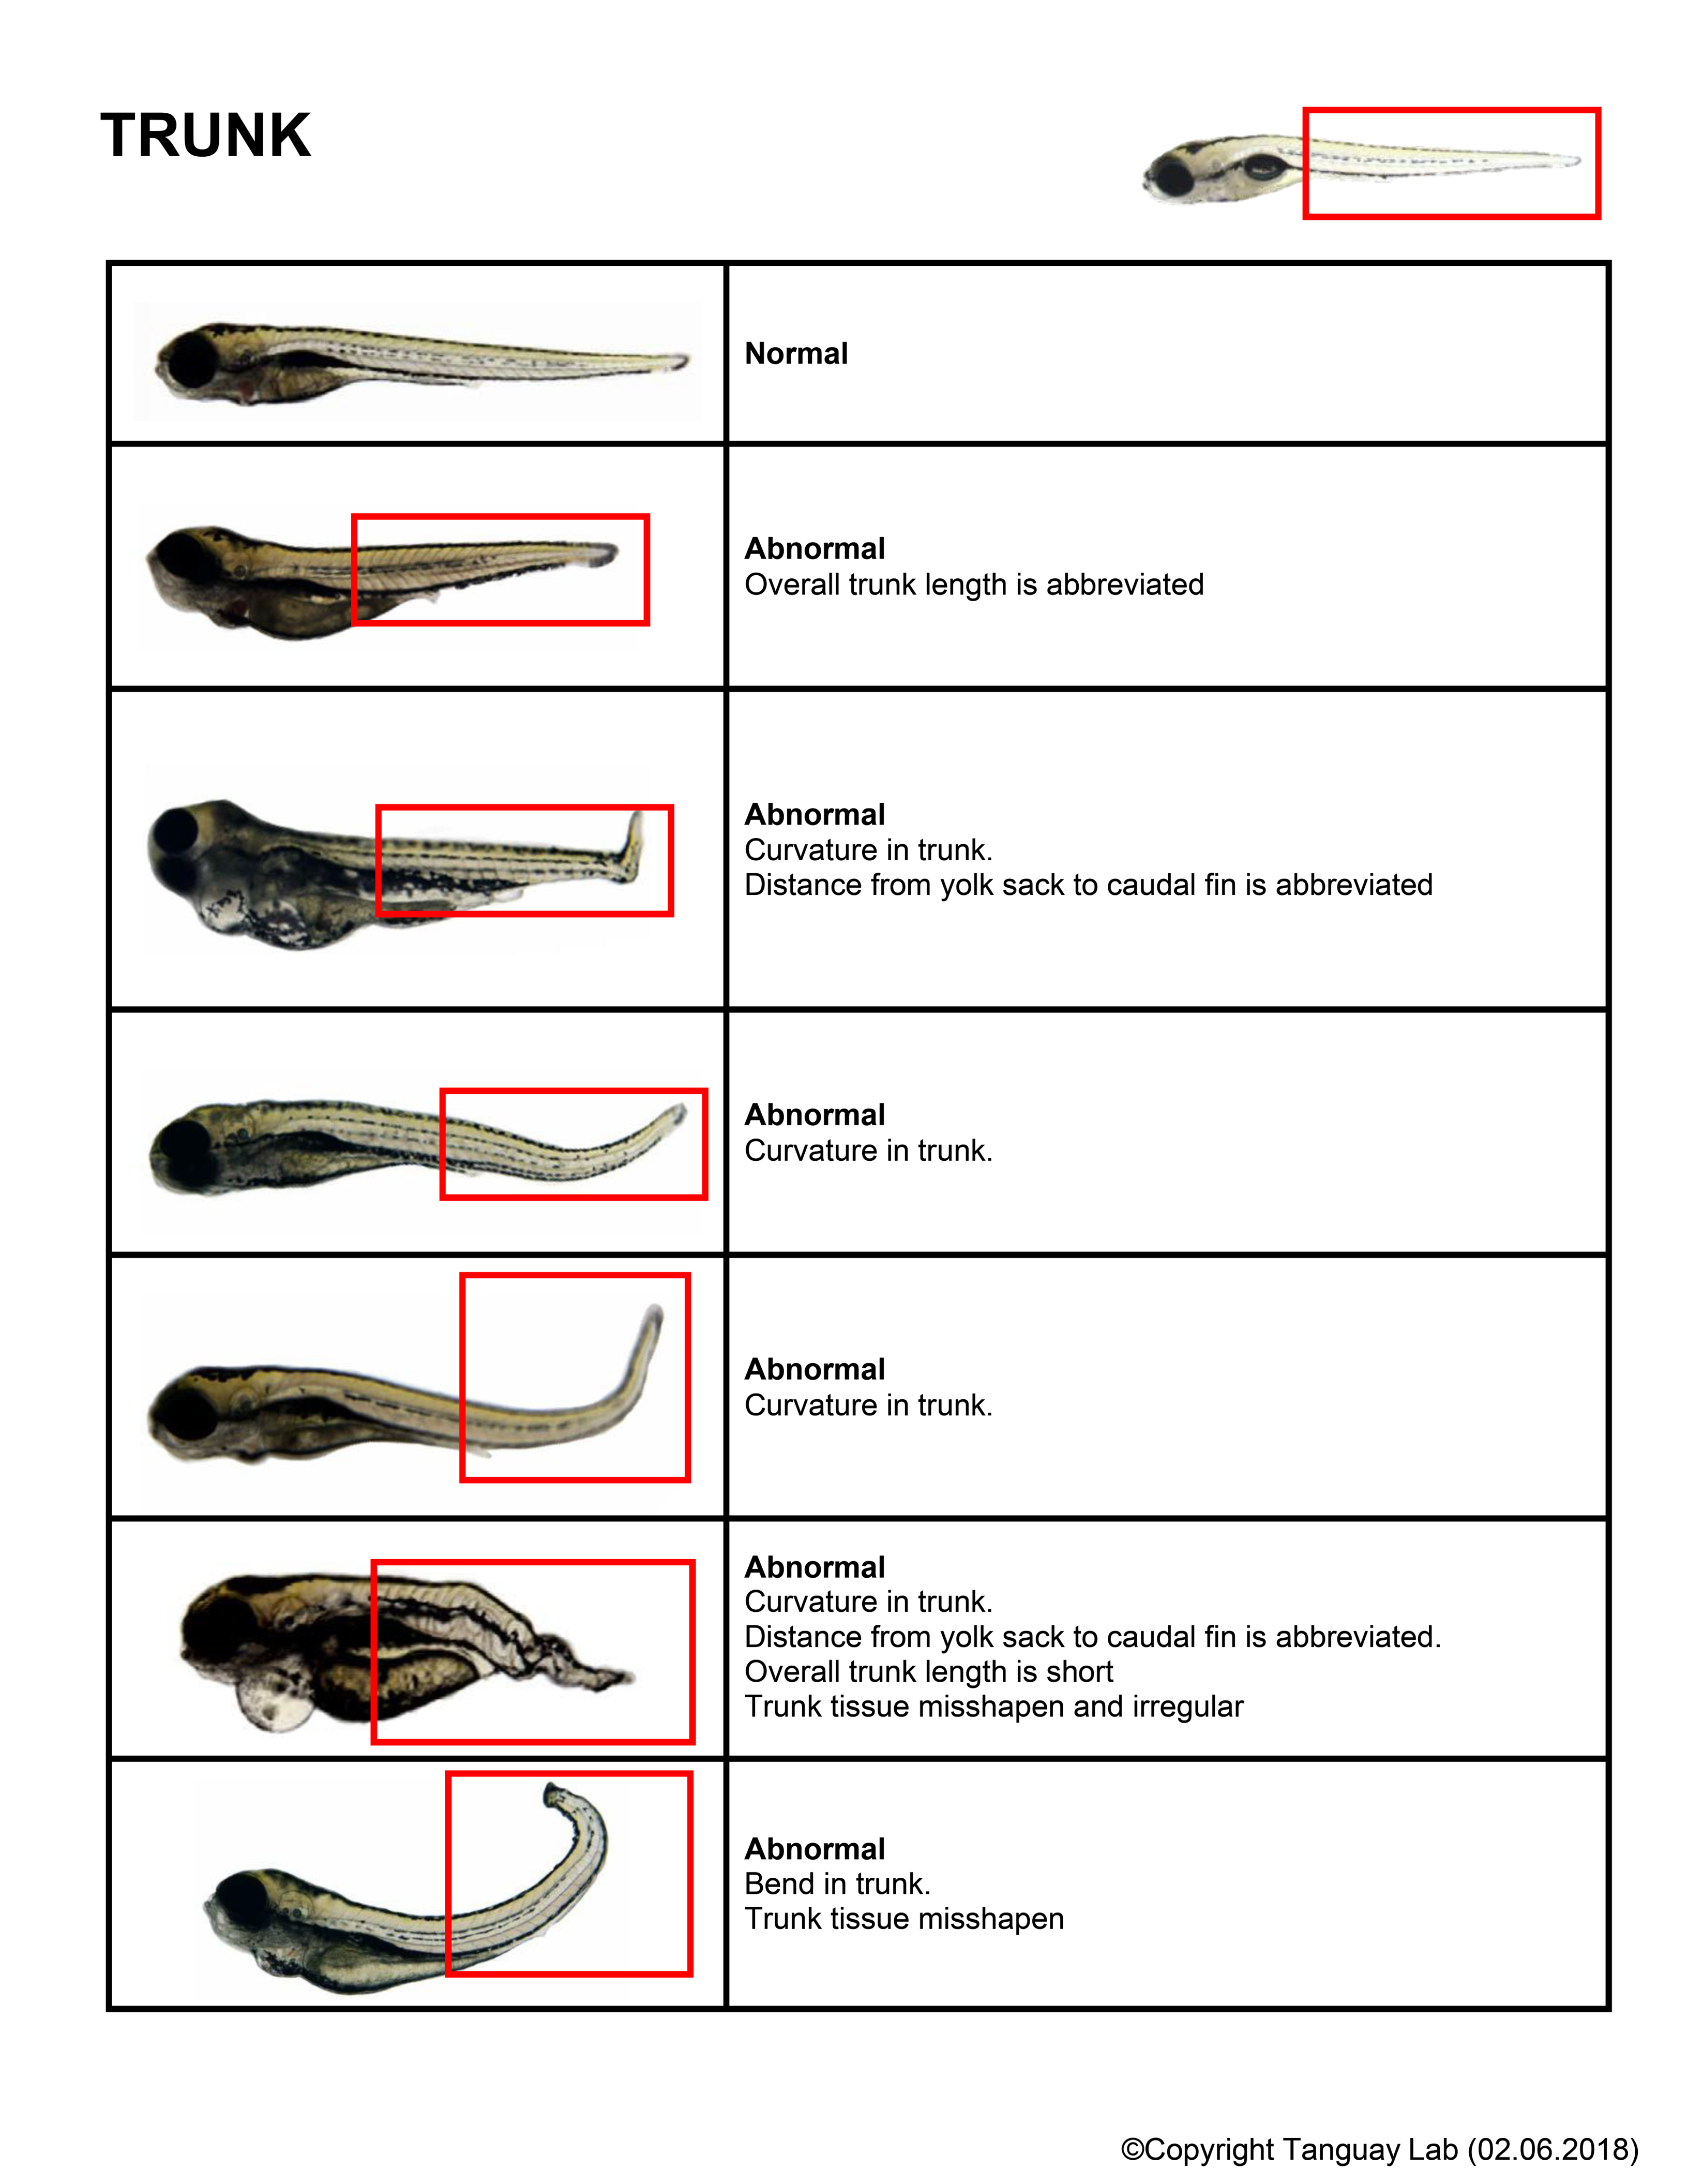 TRUNK
Normal
Abnormal
Overall trunk length is abbreviated
Abnormal
Curvature in trunk.
Distance from yolk sack to caudal fin is abbreviated
Abnormal
Curvature in trunk.
Abnormal
Curvature in trunk.
Abnormal
Curvature in trunk.
Distance from yolk sack to caudal fin is abbreviated.
Overall trunk length is short
Trunk tissue misshapen and irregular
Abnormal
Bend in trunk.
Trunk tissue misshapen
©Copyright Tanguay Lab (02.06.2018)